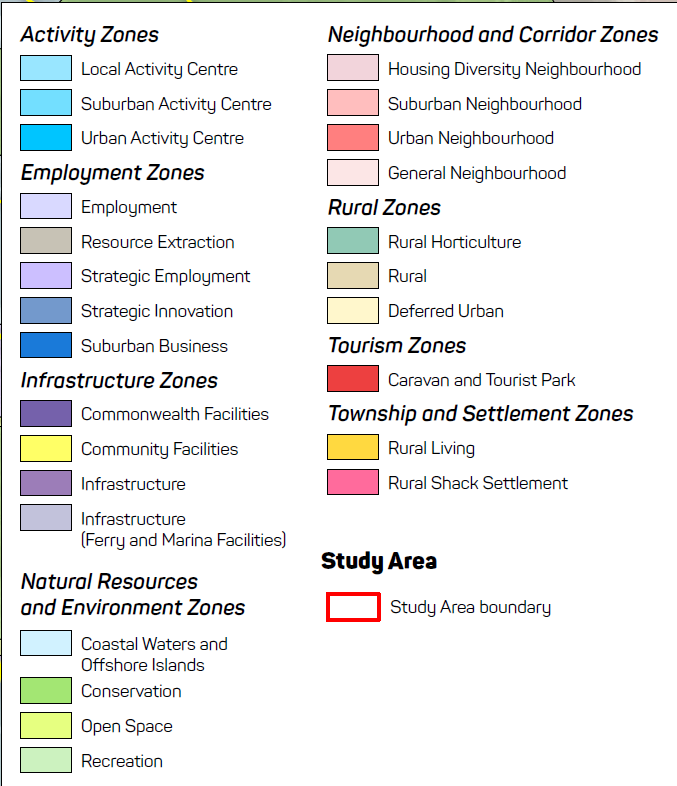 Activity Zones
Local Activity Centre
Suburban Activity Centre
Urban Activity Centre
Employment Zones
Employment
Resource Extraction
Strategic Employment
Strategic Innovation
Suburban Business
Infrastructure Zones
Commonwealth Facilities
Community Facilities
Infrastructure
Infrastructure
(Ferry and Marina Facilities)
Natural Resources
and Environment Zones
Coastal Waters and
Offshore Islands
Conservation
Open Space
Recreation
Neighbourhood and Corridor Zones
Housing Diversity Neighbourhood
Suburban Neighbourhood
Urban Neighbourhood
General Neighbourhood
Rural Zones
Rural Horticulture
Rural
Deferred Urban
Tourism Zones
Caravan and Tourist Park
Township and Settlement Zones
Rural Living
Rural Shack Settlement
Study Area
Study Area boundary